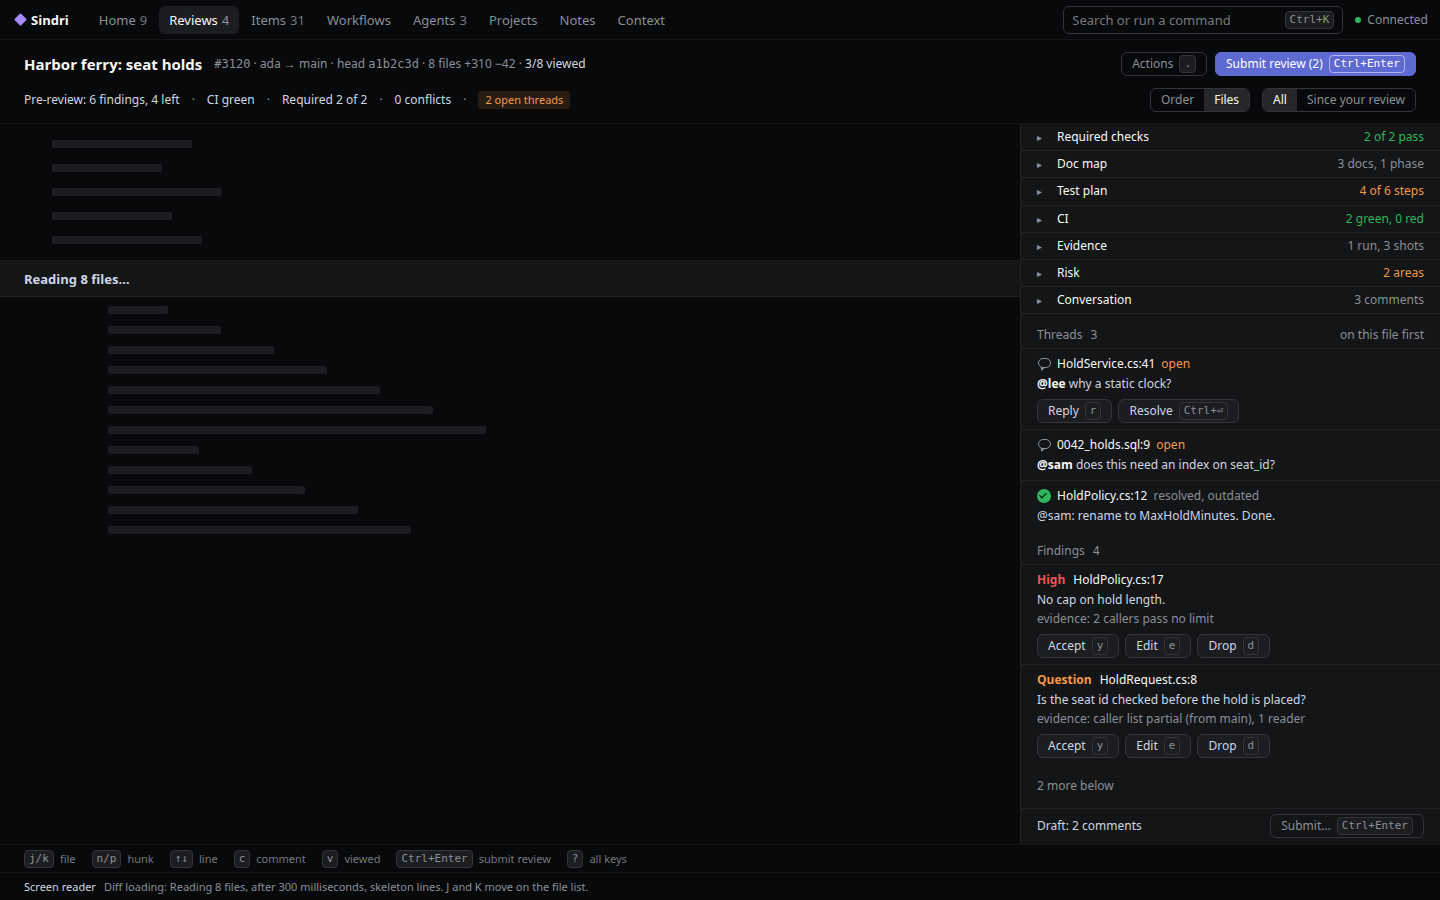 Sindri Home 9 Reviews 4 Items 31 Workflows Agents 3 Projects Notes Context Search or run a command Ctrl+K Connected
Harbor ferry: seat holds #3120 · ada → main · head a1b2c3d · 8 files +310 −42 · 3/8 viewed Actions . Submit review (2) Ctrl+Enter
Pre-review: 6 findings, 4 left · CI green · Required 2 of 2 · 0 conflicts · 2 open threads Order Files All Since your review
Reading 8 files...
▸ Required checks 2 of 2 pass
▸ Doc map 3 docs, 1 phase
▸ Test plan 4 of 6 steps
▸ CI 2 green, 0 red
▸ Evidence 1 run, 3 shots
▸ Risk 2 areas
▸ Conversation 3 comments
Threads 3 on this file first
HoldService.cs:41 open
@lee why a static clock?
Reply r Resolve Ctrl+⏎
0042_holds.sql:9 open
@sam does this need an index on seat_id?
HoldPolicy.cs:12 resolved, outdated
@sam: rename to MaxHoldMinutes. Done.
Findings 4
High HoldPolicy.cs:17
No cap on hold length.
evidence: 2 callers pass no limit
Accept y Edit e Drop d
Question HoldRequest.cs:8
Is the seat id checked before the hold is placed?
evidence: caller list partial (from main), 1 reader
Accept y Edit e Drop d
2 more below
Draft: 2 comments Submit... Ctrl+Enter
j/k file n/p hunk ↑↓ line c comment v viewed Ctrl+Enter submit review ? all keys
Screen reader Diff loading: Reading 8 files, after 300 milliseconds, skeleton lines. J and K move on the file list.